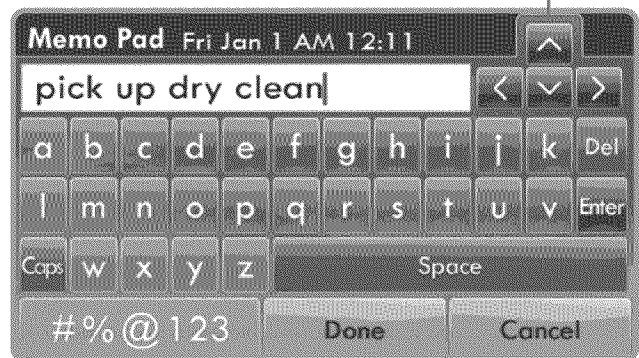 Memo Pad Fri Jan 1 AM 12:11
pick up dry clean
a b c d e f g h i j k Del
l m n o p q r s t u v Enter
Caps w x y z Space
#%@123 Done Cancel